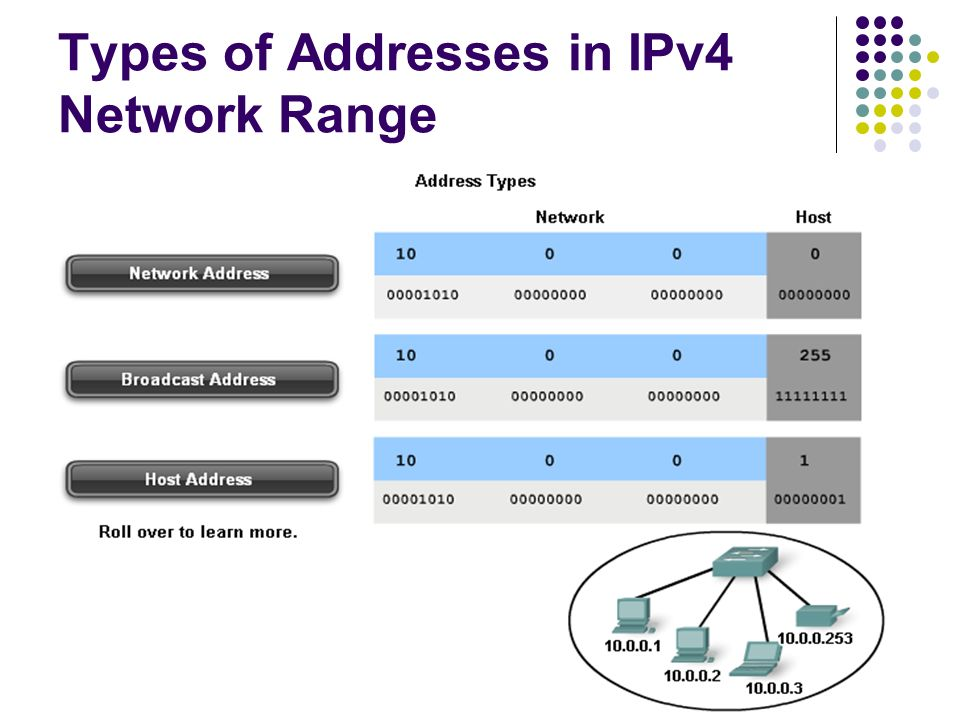 Types of Addresses in IPv4
Network Range
Address Types
Network Host
Network Address
10 0 0 0
00001010 00000000 00000000 00000000
Broadcast Address
10 0 0 255
00001010 00000000 00000000 11111111
Host Address
10 0 0 1
00001010 00000000 00000000 00000001
Roll over to learn more.
10.0.0.1
10.0.0.2
10.0.0.3
10.0.0.253